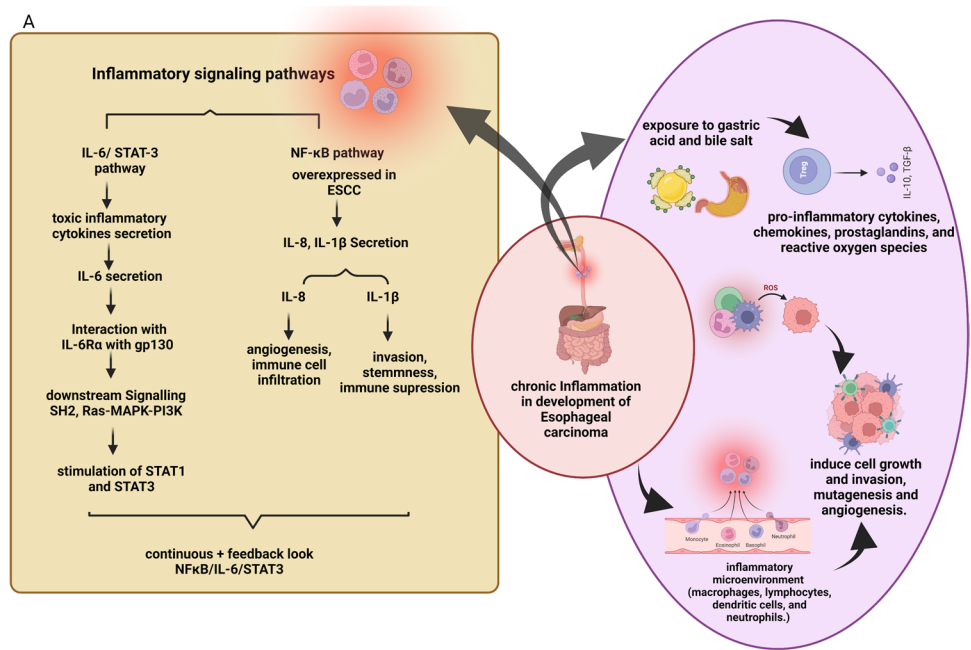 A
Inflammatory signaling pathways
IL-6/ STAT-3
pathway
toxic inflammatory
cytokines secretion
IL-6 secretion
Interaction with
IL-6Rα with gp130
downstream Signalling
SH2, Ras-MAPK-PI3K
stimulation of STAT1
and STAT3
NF-κB pathway
overexpressed in
ESCC
IL-8, IL-1β Secretion
IL-8
IL-1β
angiogenesis,
immune cell
infiltration
invasion,
stemmness,
immune supression
continuous + feedback look
NFκB/IL-6/STAT3
chronic Inflammation
in development of
Esophageal
carcinoma
exposure to gastric
acid and bile salt
Treg
IL-10, TGF-β
pro-inflammatory cytokines,
chemokines, prostaglandins, and
reactive oxygen species
ROS
induce cell growth
and invasion,
mutagenesis and
angiogenesis.
Monocyte
Eosinophil
Basophil
Neutrophil
inflammatory
microenvironment
(macrophages, lymphocytes,
dendritic cells, and
neutrophils.)